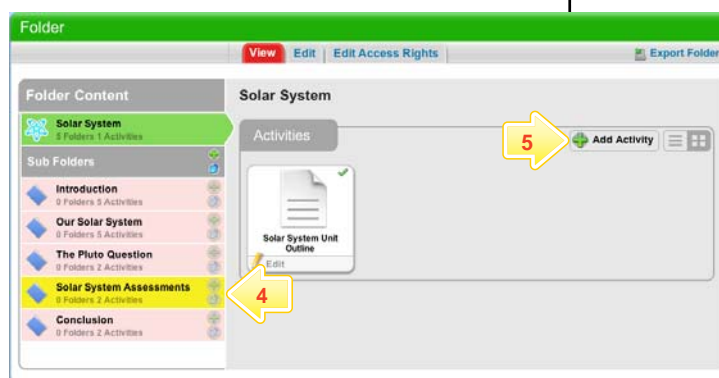 Folder
View Edit Edit Access Rights Export Folder
Folder Content
Solar System
5 Folders 1 Activities
Sub Folders
Introduction
0 Folders 5 Activities
Our Solar System
0 Folders 5 Activities
The Pluto Question
0 Folders 2 Activities
Solar System Assessments
0 Folders 2 Activities
Conclusion
0 Folders 2 Activities
Solar System
Activities
5
Add Activity
Solar System Unit
Outline
Edit
4